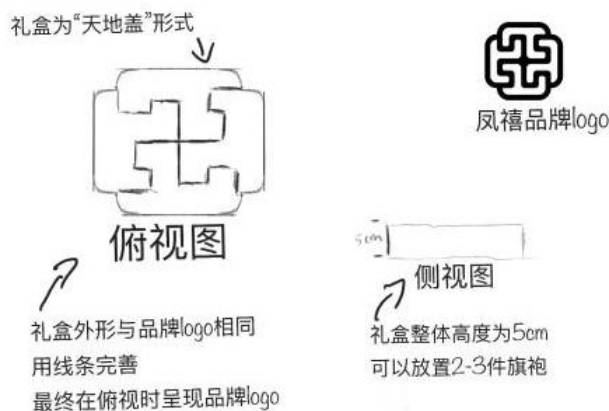 礼盒为“天地盖”形式
凤禧品牌logo
俯视图
5cm
侧视图
礼盒外形与品牌logo相同
用线条完善
最终在俯视时呈现品牌logo
礼盒整体高度为5cm
可以放置2-3件旗袍